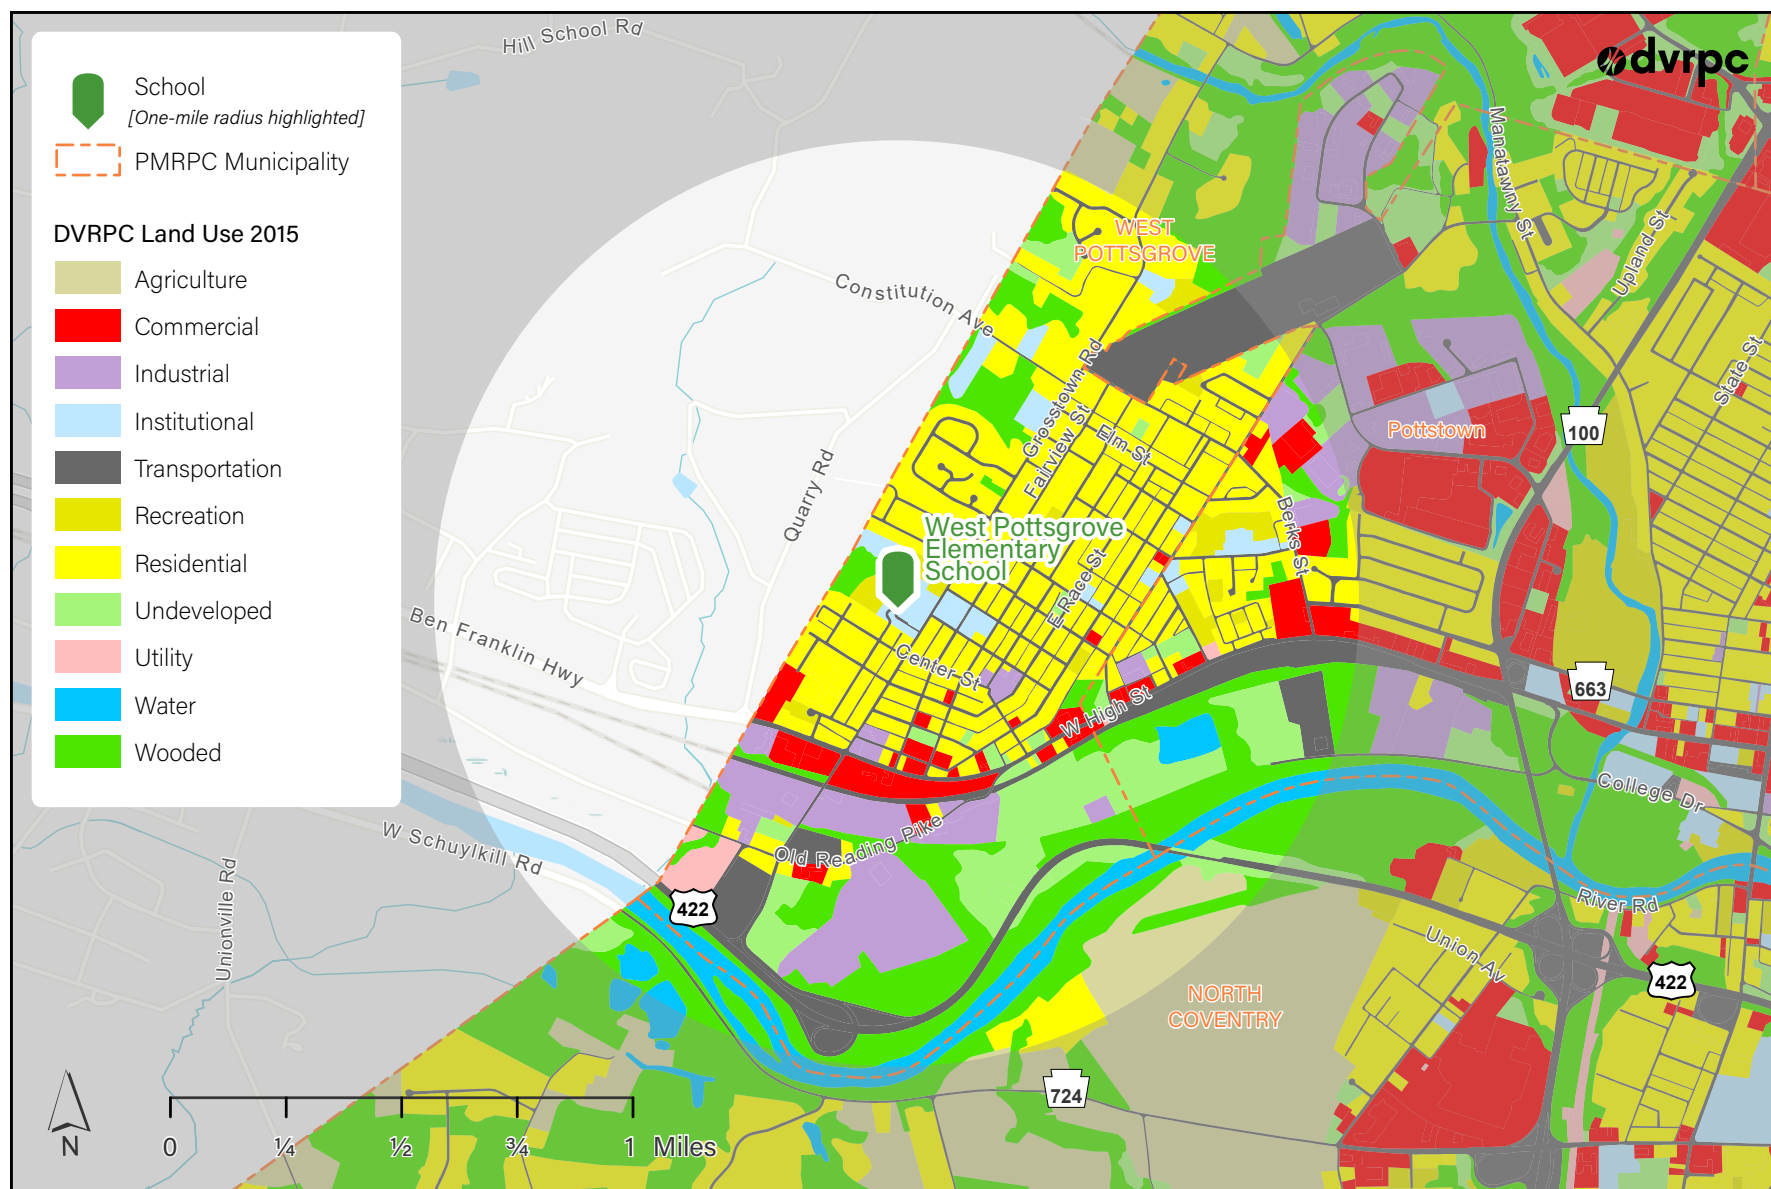 School
[One-mile radius highlighted]
PMRPC Municipality
DVRPC Land Use 2015
Agriculture
Commercial
Industrial
Institutional
Transportation
Recreation
Residential
Undeveloped
Utility
Water
Wooded
Hill School Rd
dvrpc
Manatawny St
WEST
POTTSGROVE
Upland St
Constitution Ave
State St
Grosstown Rd
Fairview St
Elm St
Pottstown
100
Quarry Rd
Berks St
West Pottsgrove
Elementary
School
E Race St
Ben Franklin Hwy
Center St
663
W High St
College Dr
W Schuylkill Rd
Old Reading Pike
Unionville Rd
422
River Rd
Union Av
422
NORTH
COVENTRY
724
N
0 ¼ ½ ¾ 1 Miles